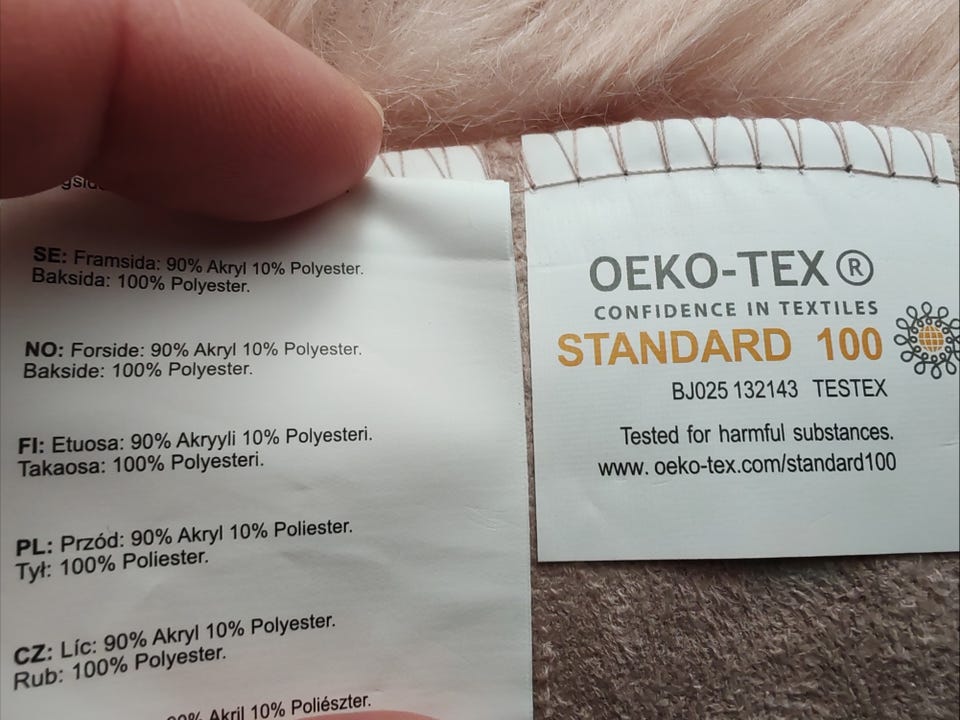 SE: Framsida: 90% Akryl 10% Polyester.
Baksida: 100% Polyester.
NO: Forside: 90% Akryl 10% Polyester.
Bakside: 100% Polyester.
FI: Etuosa: 90% Akryyli 10% Polyesteri.
Takaosa: 100% Polyesteri.
PL: Przód: 90% Akryl 10% Poliester.
Tył: 100% Poliester.
CZ: Líc: 90% Akryl 10% Polyester.
Rub: 100% Polyester.
90% Akril 10% Poliészter.
OEKO-TEX®
CONFIDENCE IN TEXTILES
STANDARD 100
BJ025 132143 TESTEX
Tested for harmful substances.
www. oeko-tex.com/standard100